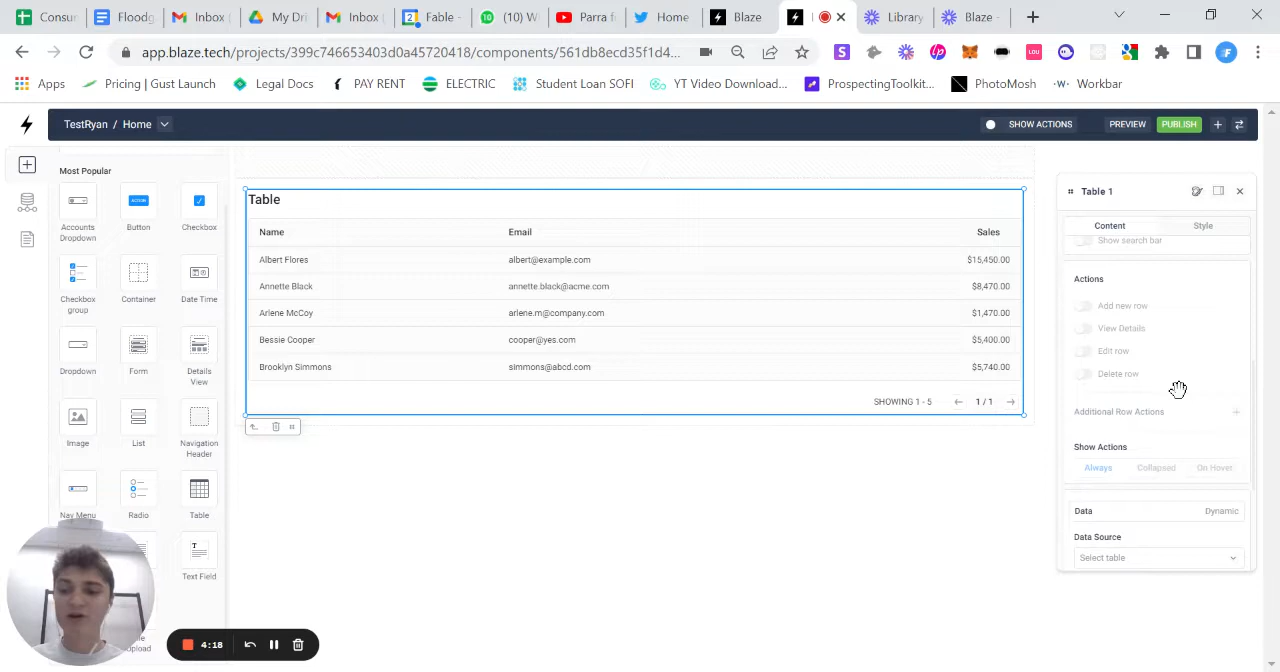 Consun
Floodg
Inbox (
My Dri
Inbox (
Fable -
(10) W
Parra f
Home
Blaze
Library
Blaze -
app.blaze.tech/projects/399c746653403d0a45720418/components/561db8ecd35f1d4...
Apps
Pricing | Gust Launch
Legal Docs
DAY RENT
ELECTRIC
Student Loan SOFI
YT Video Download...
ProspectingToolkit...
PhotoMosh
Workbar
TestRyan / Home
SHOW ACTIONS
PREVIEW
PUBLISH
Most Popular
Accounts
Dropdown
Button
Checkbox
Checkbox
group
Container
Date Time
Dropdown
Form
Details
View
Image
List
Navigation
Header
Nav Menu
Radio
Table
Text Field
Upload
Table
Name Email Sales
Albert Flores albert@example.com $15,450.00
Annette Black annette.black@acme.com $8,470.00
Arlene McCoy arlene.m@company.com $1,470.00
Bessie Cooper cooper@yes.com $5,400.00
Brooklyn Simmons simmons@abcd.com $5,740.00
SHOWING 1 - 5 1 / 1
Table 1
Content Style
Show search bar
Actions
Add new row
View Details
Edit row
Delete row
Additional Row Actions
Show Actions
Always Collapsed On Hover
Data Dynamic
Data Source
Select table
4:18